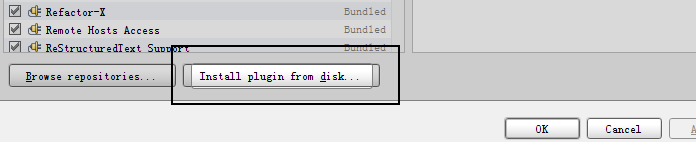 Refactor-X Bundled
Remote Hosts Access Bundled
ReStructuredText Support Bundled
Browse repositories... Install plugin from disk...
OK Cancel A